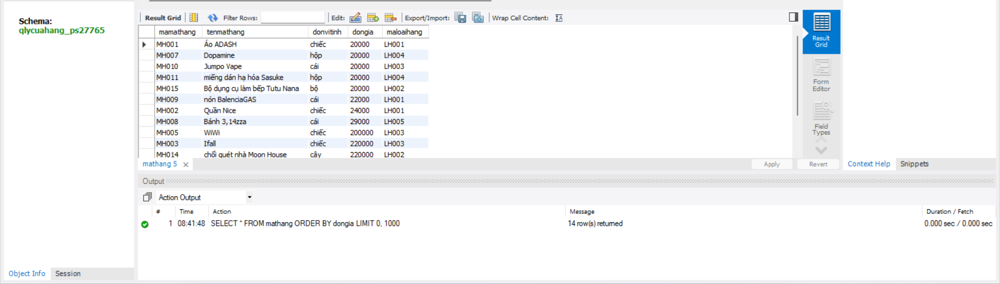 Schema:
qlycuahang_ps27765
Result Grid Filter Rows: Edit: Export/Import: Wrap Cell Content:
mamathang tenmathang donvitinh dongia maloaihang
MH001 Áo ADASH chiếc 20000 LH001
MH007 Dopamine hộp 20000 LH004
MH010 Jumpo Vape cái 20000 LH003
MH011 miếng dán hạ hỏa Sasuke hộp 20000 LH004
MH015 Bộ dụng cụ làm bếp Tutu Nana bộ 20000 LH002
MH009 nón BalenciaGAS cái 22000 LH001
MH002 Quần Nice chiếc 24000 LH001
MH008 Bánh 3,14zza cái 29000 LH005
MH005 WiWi chiếc 200000 LH003
MH003 Ifall chiếc 220000 LH003
MH014 chổi quét nhà Moon House cây 220000 LH002
Result
Grid
Form
Editor
Field
Types
mathang 5 Apply Revert Context Help Snippets
Output
Action Output
# Time Action Message Duration / Fetch
1 08:41:48 SELECT * FROM mathang ORDER BY dongia LIMIT 0, 1000 14 row(s) returned 0.000 sec / 0.000 sec
Object Info Session